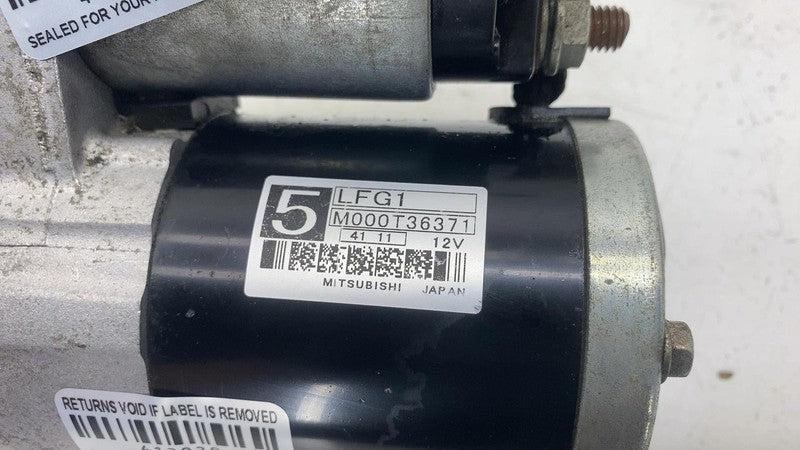 SEALED FOR YOUR
5 LFG1
M000T36371
41 11 12V
MITSUBISHI JAPAN
RETURNS VOID IF LABEL IS REMOVED